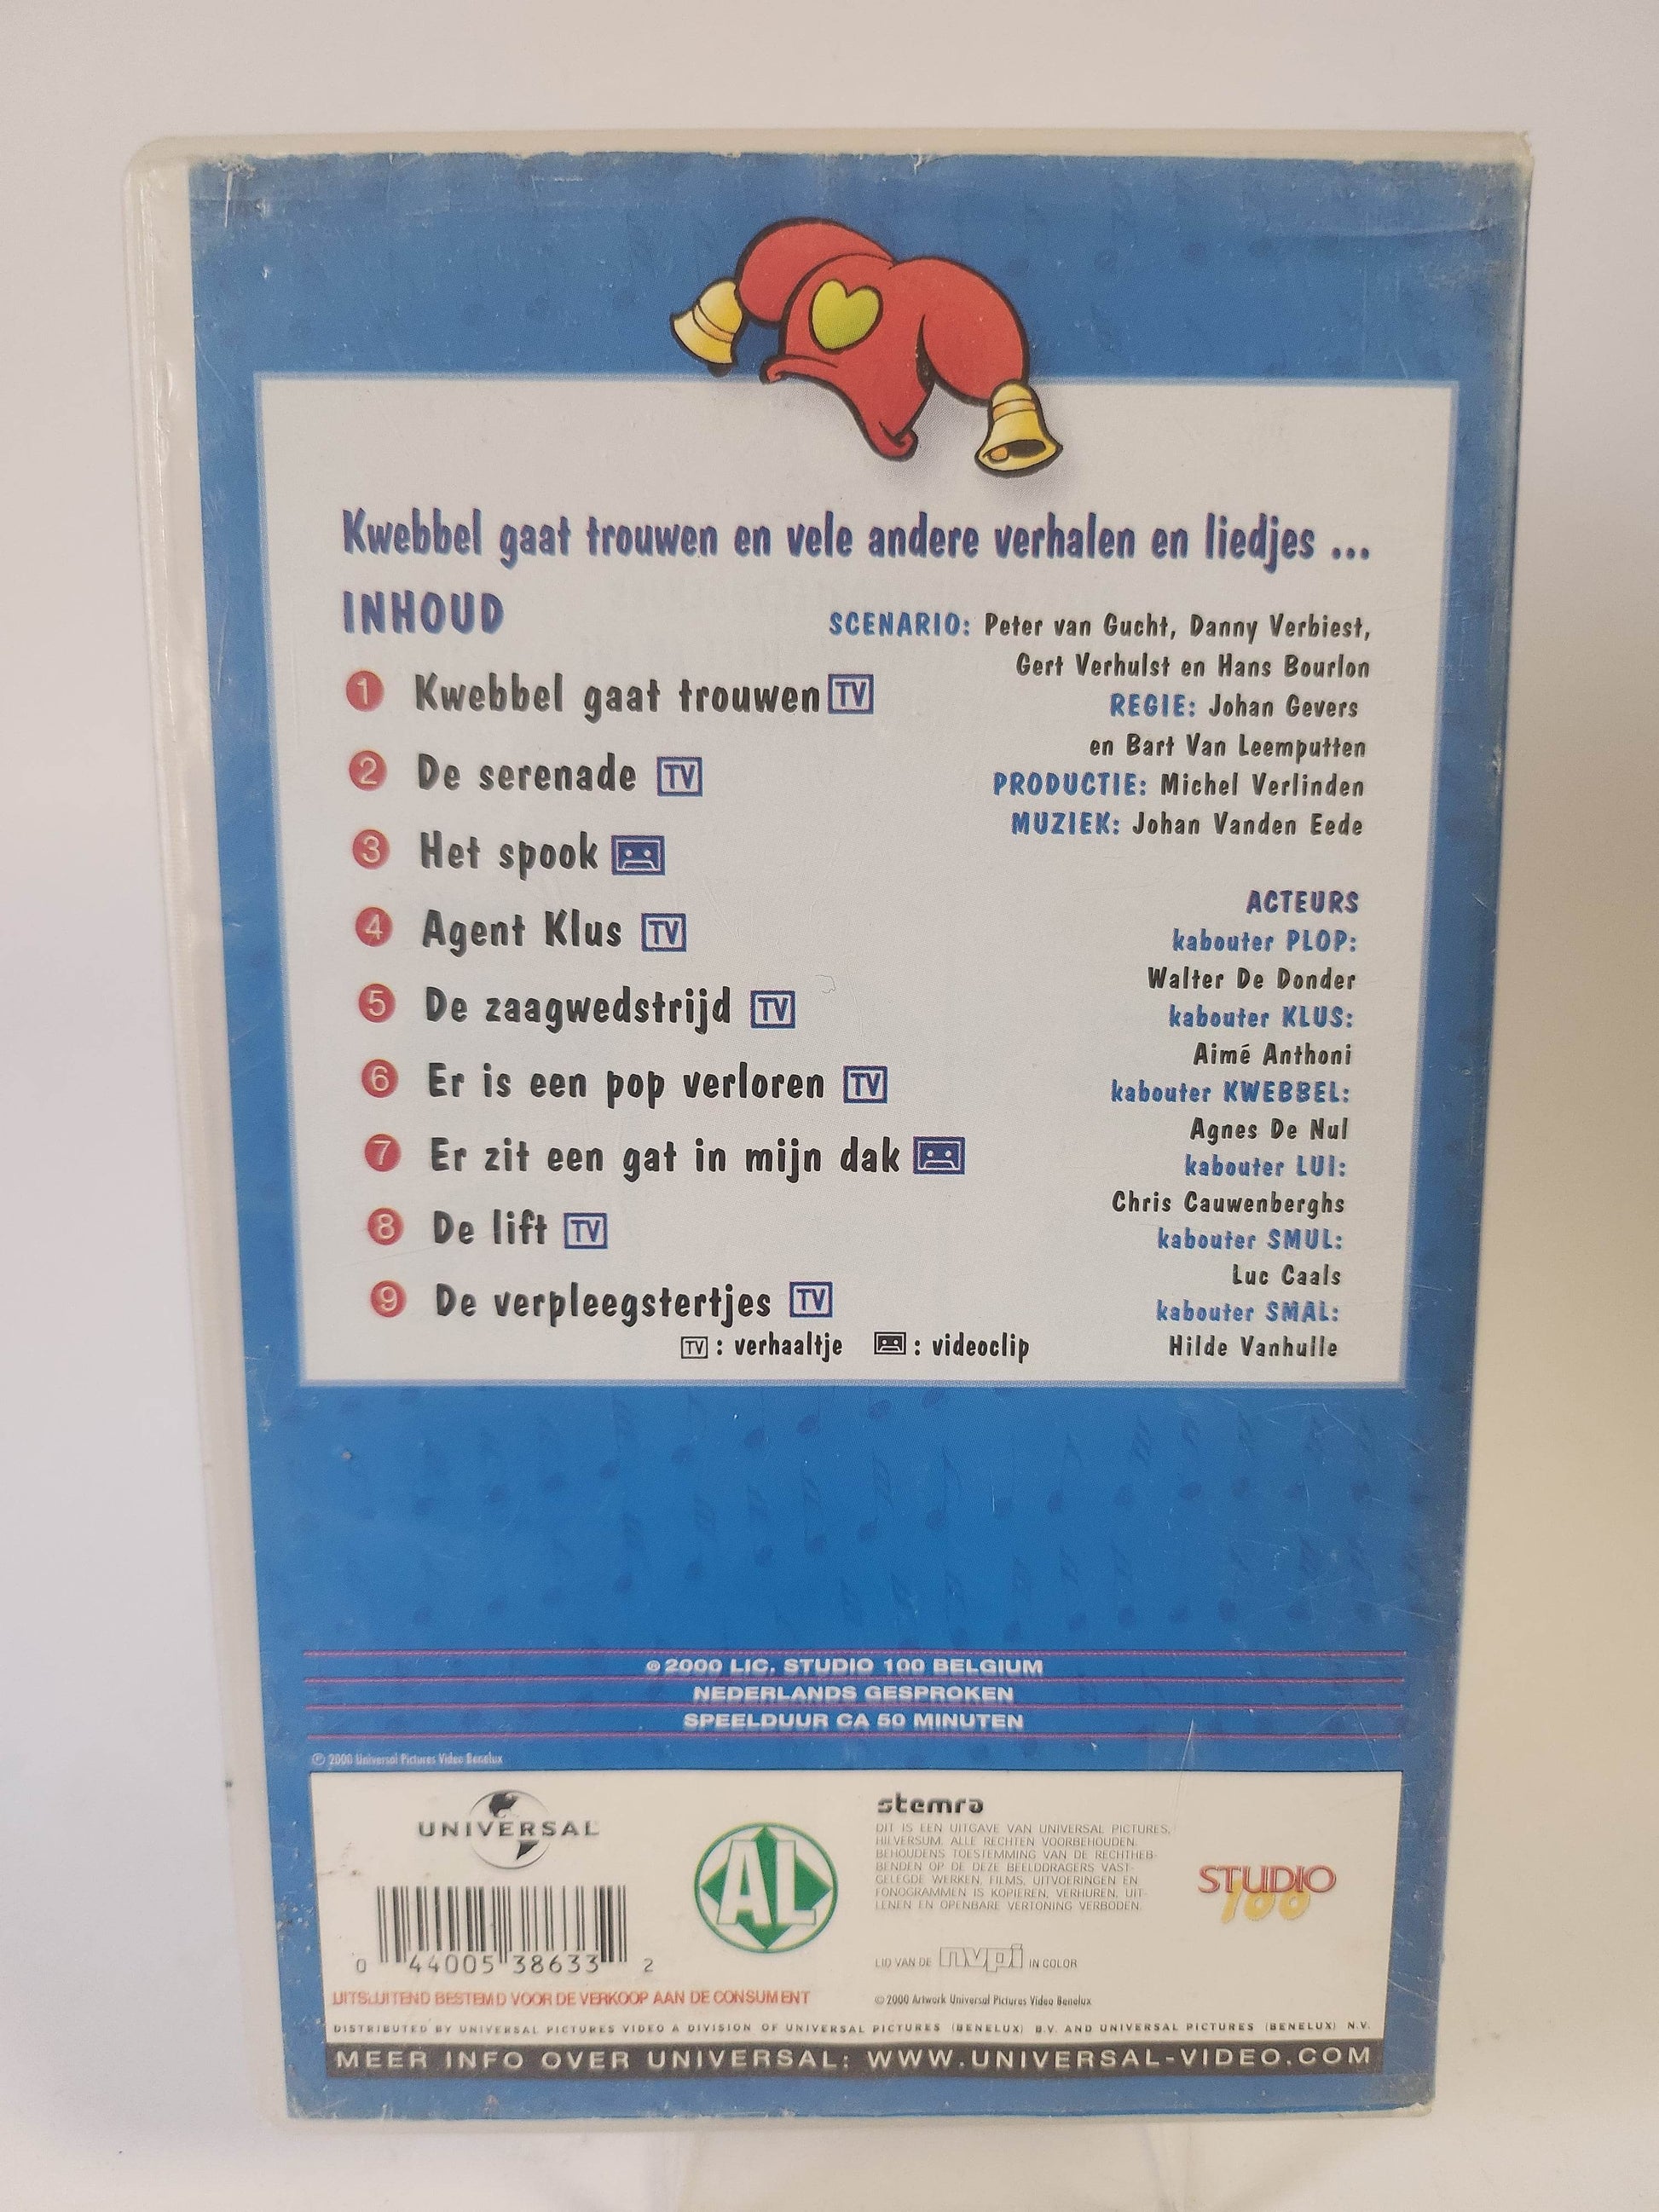 Kwebbel gaat trouwen en vele andere verhalen en liedjes ...
INHOUD
1 Kwebbel gaat trouwen TV
2 De serenade TV
3 Het spook
4 Agent Klus TV
5 De zaagwedstrijd TV
6 Er is een pop verloren TV
7 Er zit een gat in mijn dak
8 De lift TV
9 De verpleegstertjes TV
TV : verhaaltje : videoclip
SCENARIO: Peter van Gucht, Danny Verbiest,
Gert Verhulst en Hans Bourlon
REGIE: Johan Gevers
en Bart Van Leemputten
PRODUCTIE: Michel Verlinden
MUZIEK: Johan Vanden Eede
ACTEURS
kabouter PLOP:
Walter De Donder
kabouter KLUS:
Aimé Anthoni
kabouter KWEBBEL:
Agnes De Nul
kabouter LUI:
Chris Cauwenberghs
kabouter SMUL:
Luc Caals
kabouter SMAL:
Hilde Vanhulle
© 2000 LIC. STUDIO 100 BELGIUM
NEDERLANDS GESPROKEN
SPEELDUUR CA 50 MINUTEN
℗ 2000 Universal Pictures Video Benelux
UNIVERSAL
0 44005 38633 2
AL
stemra
DIT IS EEN UITGAVE VAN UNIVERSAL PICTURES,
HILVERSUM. ALLE RECHTEN VOORBEHOUDEN.
BEHOUDENS TOESTEMMING VAN DE RECHTHEB-
BENDEN OP DE DEZE BEELDDRAGERS VAST-
GELEGDE WERKEN, FILMS, UITVOERINGEN EN
FONOGRAMMEN IS KOPIEREN, VERHUREN, UIT-
LENEN EN OPENBARE VERTONING VERBODEN.
LID VAN DE nvpi IN COLOR
STUDIO
100
UITSLUITEND BESTEMD VOOR DE VERKOOP AAN DE CONSUMENT
© 2000 Artwork Universal Pictures Video Benelux
DISTRIBUTED BY UNIVERSAL PICTURES VIDEO A DIVISION OF UNIVERSAL PICTURES (BENELUX) B.V. AND UNIVERSAL PICTURES (BENELUX) N.V.
MEER INFO OVER UNIVERSAL: WWW.UNIVERSAL-VIDEO.COM